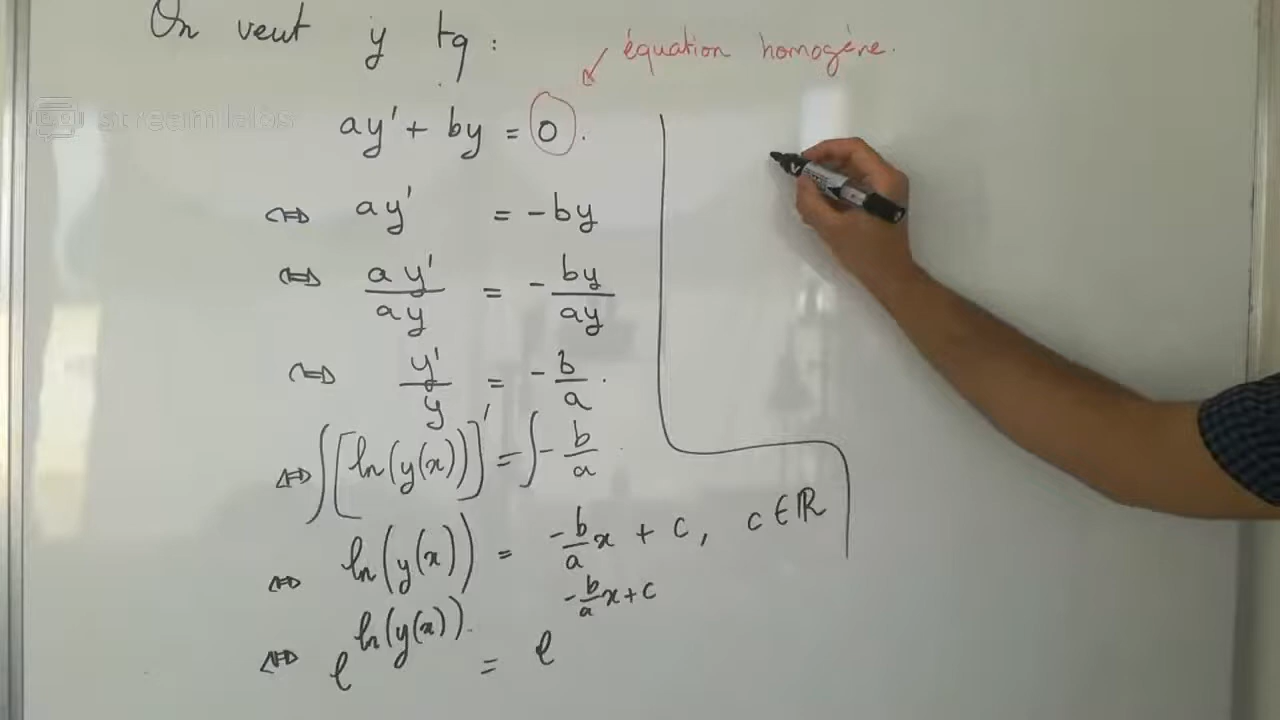 On veut y tq :
équation homogène.
ay' + by = 0.
⇔ ay' = -by
⇔ ay'/ay = - by/ay
⇔ y'/y = - b/a.
⇔ ∫[ln(y(x))]' = ∫- b/a
⇔ ln(y(x)) = -b/a x + c, c ∈ ℝ
⇔ e^ln(y(x)) = e^-b/a x+c